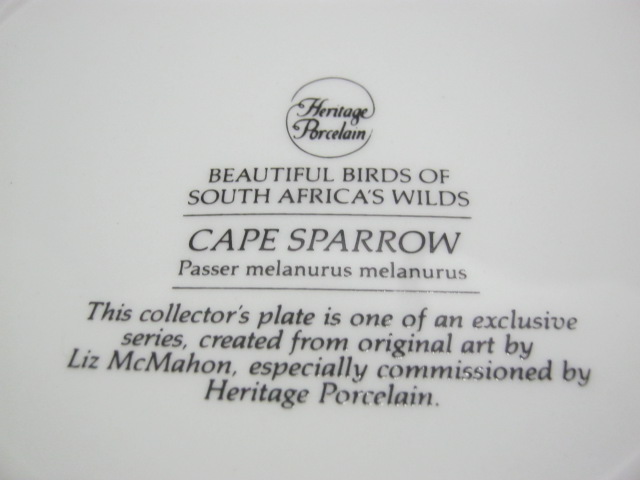 Heritage
Porcelain
BEAUTIFUL BIRDS OF
SOUTH AFRICA'S WILDS
CAPE SPARROW
Passer melanurus melanurus
This collector's plate is one of an exclusive
series, created from original art by
Liz McMahon, especially commissioned by
Heritage Porcelain.